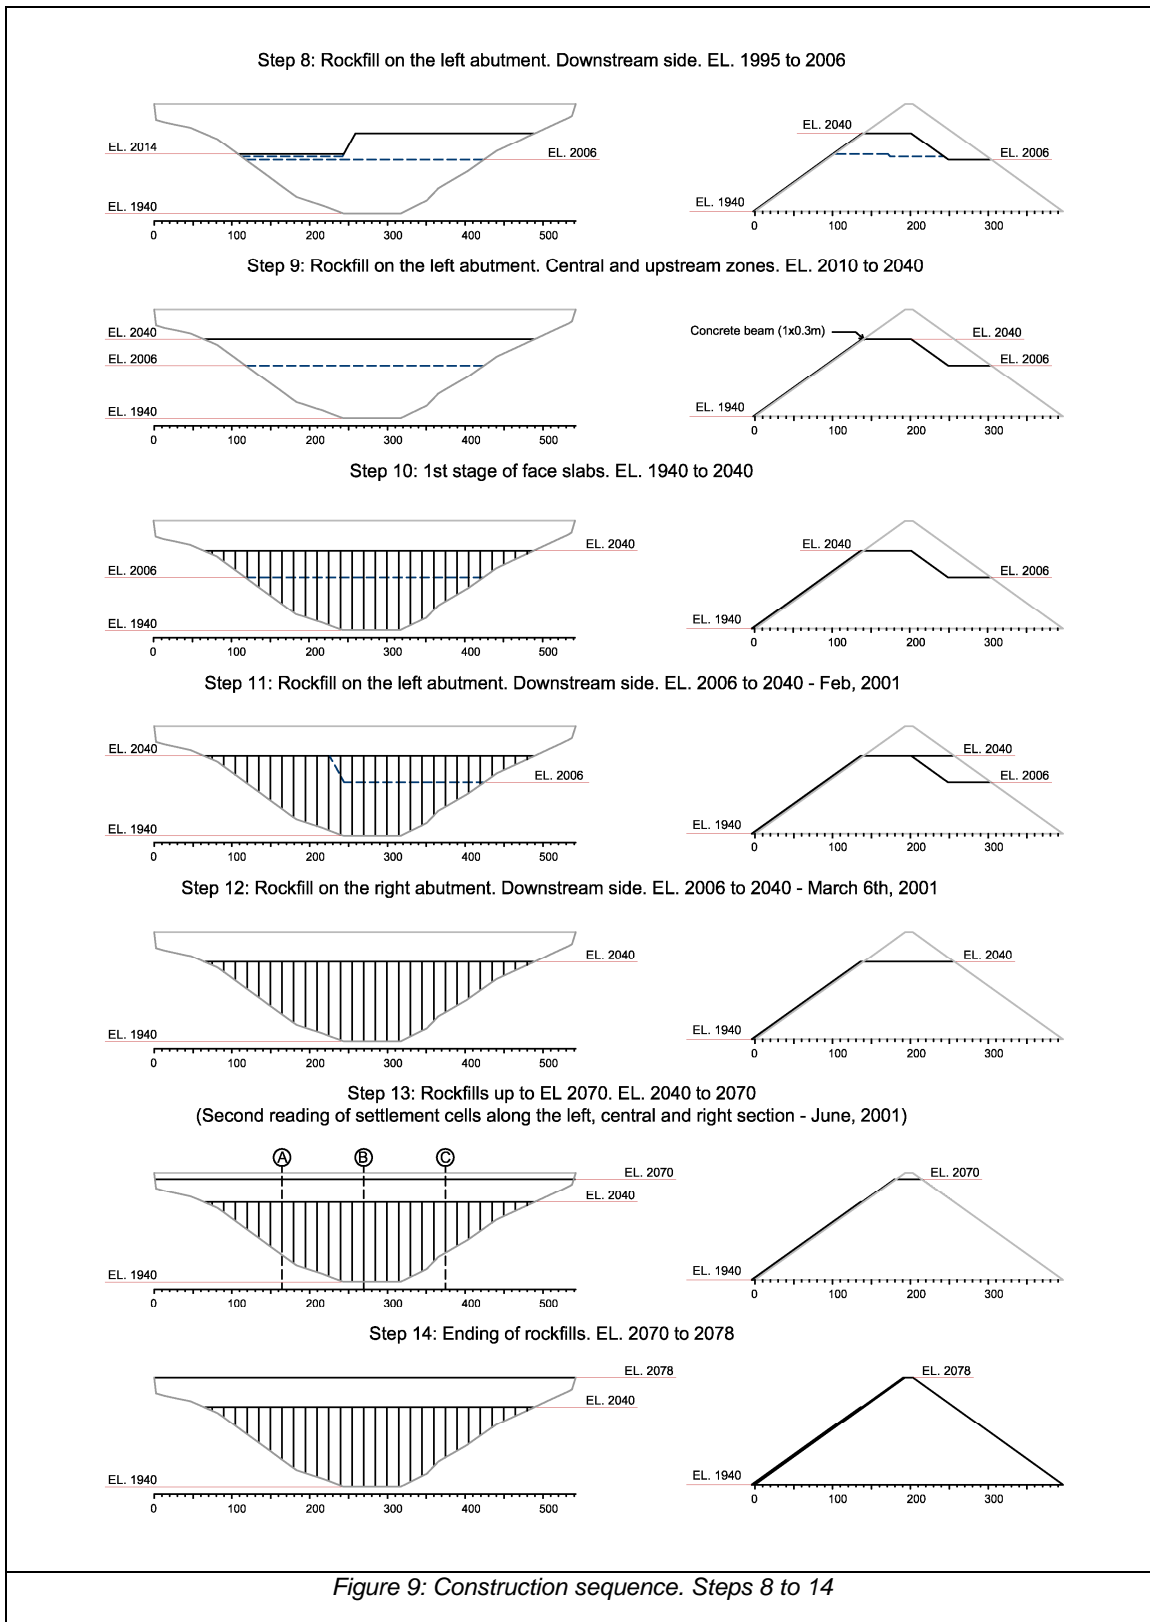 Step 8: Rockfill on the left abutment. Downstream side. EL. 1995 to 2006
EL. 2014
EL. 2006
EL. 1940
0 100 200 300 400 500
EL. 2040
EL. 2006
EL. 1940
0 100 200 300
Step 9: Rockfill on the left abutment. Central and upstream zones. EL. 2010 to 2040
EL. 2040
EL. 2006
EL. 1940
0 100 200 300 400 500
Concrete beam (1x0.3m)
EL. 2040
EL. 2006
EL. 1940
0 100 200 300
Step 10: 1st stage of face slabs. EL. 1940 to 2040
EL. 2040
EL. 2006
EL. 1940
0 100 200 300 400 500
EL. 2040
EL. 2006
EL. 1940
0 100 200 300
Step 11: Rockfill on the left abutment. Downstream side. EL. 2006 to 2040 - Feb, 2001
EL. 2040
EL. 2006
EL. 1940
0 100 200 300 400 500
EL. 2040
EL. 2006
EL. 1940
0 100 200 300
Step 12: Rockfill on the right abutment. Downstream side. EL. 2006 to 2040 - March 6th, 2001
EL. 2040
EL. 1940
0 100 200 300 400 500
EL. 2040
EL. 1940
0 100 200 300
Step 13: Rockfills up to EL 2070. EL. 2040 to 2070
(Second reading of settlement cells along the left, central and right section - June, 2001)
A B C
EL. 2070
EL. 2040
EL. 1940
0 100 200 300 400 500
EL. 2070
EL. 1940
0 100 200 300
Step 14: Ending of rockfills. EL. 2070 to 2078
EL. 2078
EL. 2040
EL. 1940
0 100 200 300 400 500
EL. 2078
EL. 1940
0 100 200 300
Figure 9: Construction sequence. Steps 8 to 14